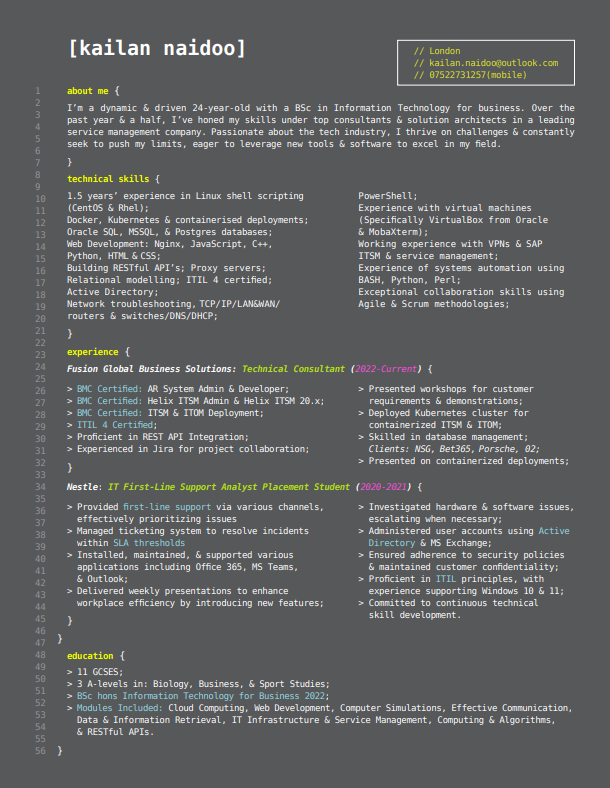 [kailan naidoo]
// London
// kailan.naidoo@outlook.com
// 07522731257(mobile)
about me {
I'm a dynamic & driven 24-year-old with a BSc in Information Technology for business. Over the
past year & a half, I've honed my skills under top consultants & solution architects in a leading
service management company. Passionate about the tech industry, I thrive on challenges & constantly
seek to push my limits, eager to leverage new tools & software to excel in my field.
}
technical skills {
1.5 years' experience in Linux shell scripting
(CentOS & Rhel);
Docker, Kubernetes & containerised deployments;
Oracle SQL, MSSQL, & Postgres databases;
Web Development: Nginx, JavaScript, C++,
Python, HTML & CSS;
Building RESTful API's; Proxy servers;
Relational modelling; ITIL 4 certified;
Active Directory;
Network troubleshooting, TCP/IP/LAN&WAN/
routers & switches/DNS/DHCP;
PowerShell;
Experience with virtual machines
(Specifically VirtualBox from Oracle
& MobaXterm);
Working experience with VPNs & SAP
ITSM & service management;
Experience of systems automation using
BASH, Python, Perl;
Exceptional collaboration skills using
Agile & Scrum methodologies;
}
experience {
Fusion Global Business Solutions: Technical Consultant (2022-Current) {
> BMC Certified: AR System Admin & Developer;
> BMC Certified: Helix ITSM Admin & Helix ITSM 20.x;
> BMC Certified: ITSM & ITOM Deployment;
> ITIL 4 Certified;
> Proficient in REST API Integration;
> Experienced in Jira for project collaboration;
> Presented workshops for customer
requirements & demonstrations;
> Deployed Kubernetes cluster for
containerized ITSM & ITOM;
> Skilled in database management;
Clients: NSG, Bet365, Porsche, 02;
> Presented on containerized deployments;
}
Nestle: IT First-Line Support Analyst Placement Student (2020-2021) {
> Provided first-line support via various channels,
effectively prioritizing issues
> Managed ticketing system to resolve incidents
within SLA thresholds
> Installed, maintained, & supported various
applications including Office 365, MS Teams,
& Outlook;
> Delivered weekly presentations to enhance
workplace efficiency by introducing new features;
> Investigated hardware & software issues,
escalating when necessary;
> Administered user accounts using Active
Directory & MS Exchange;
> Ensured adherence to security policies
& maintained customer confidentiality;
> Proficient in ITIL principles, with
experience supporting Windows 10 & 11;
> Committed to continuous technical
skill development.
}
}
education {
> 11 GCSES;
> 3 A-levels in: Biology, Business, & Sport Studies;
> BSc hons Information Technology for Business 2022;
> Modules Included: Cloud Computing, Web Development, Computer Simulations, Effective Communication,
Data & Information Retrieval, IT Infrastructure & Service Management, Computing & Algorithms,
& RESTful APIs.
}
1
2
3
4
5
6
7
8
9
10
11
12
13
14
15
16
17
18
19
20
21
22
23
24
25
26
27
28
29
30
31
32
33
34
35
36
37
38
39
40
41
42
43
44
45
46
47
48
49
50
51
52
53
54
55
56